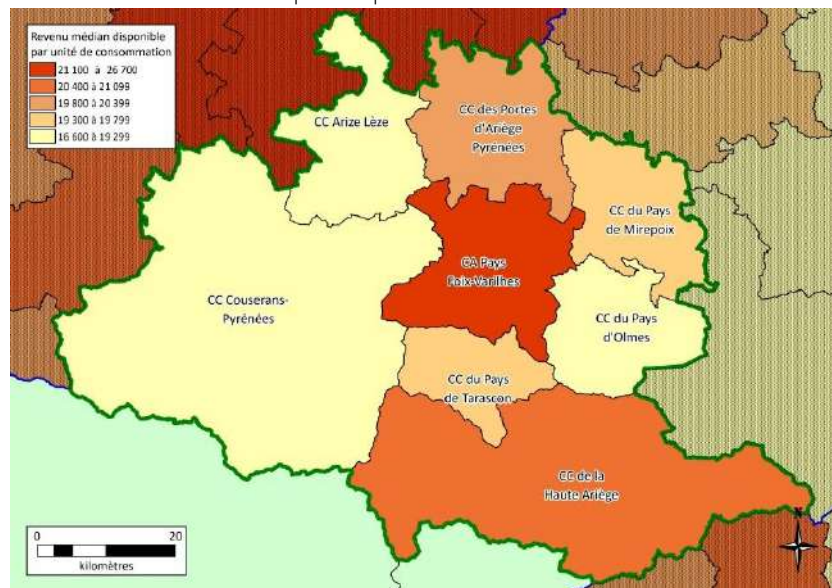 Revenu médian disponible
par unité de consommation
21 100 à 26 700
20 400 à 21 099
19 800 à 20 399
19 300 à 19 799
16 600 à 19 299
CC Arize Lèze
CC des Portes
d'Ariège
Pyrénées
CC du Pays
de Mirepoix
CA Pays
Foix-Varilhes
CC Couserans-
Pyrénées
CC du Pays
d'Olmes
CC du Pays
de Tarascon
CC de la
Haute Ariège
0 20
kilomètres
N